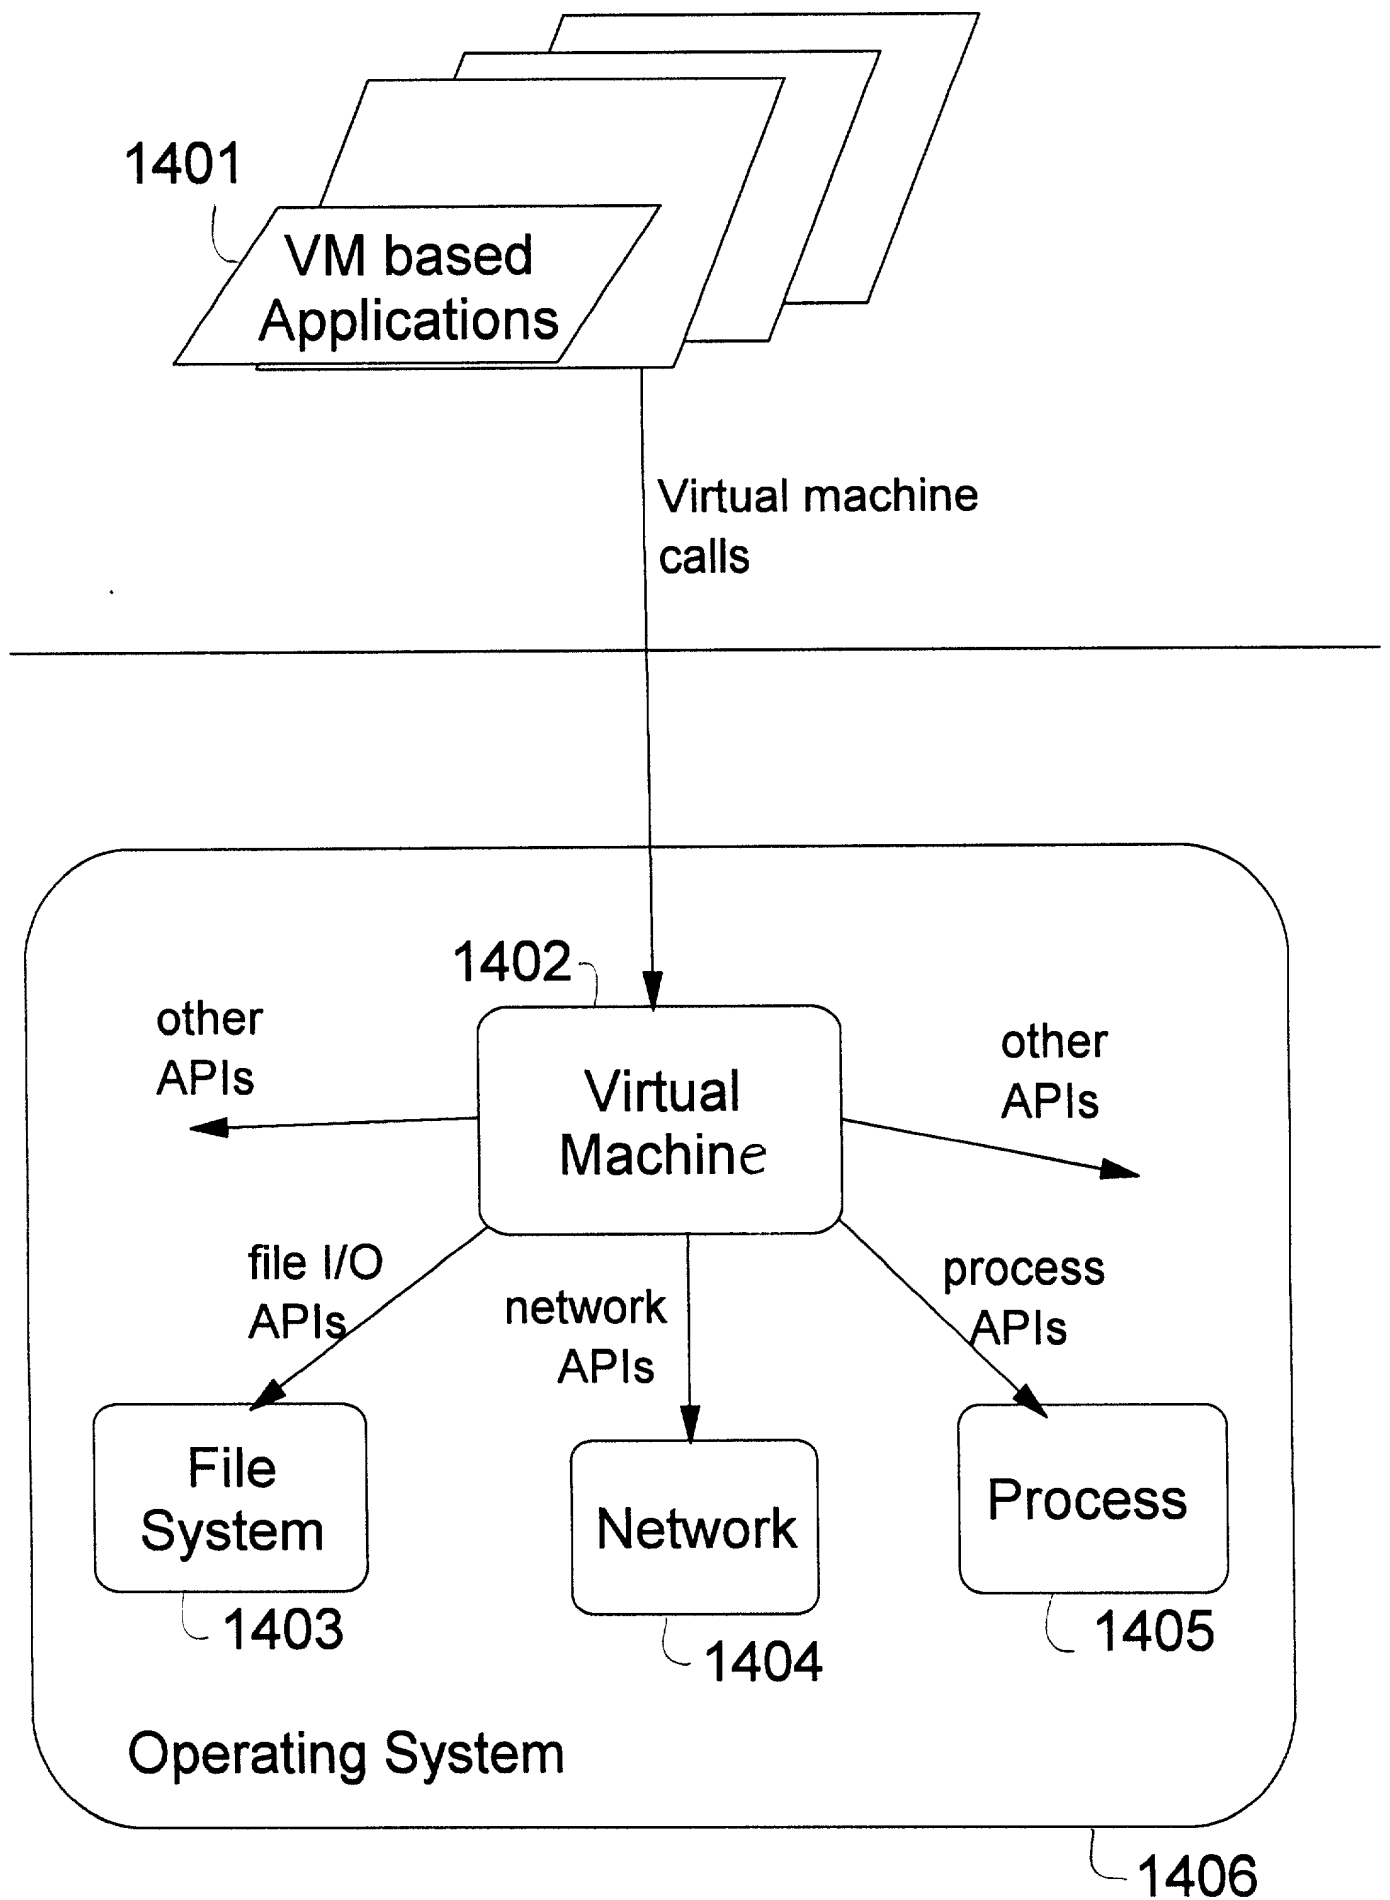 1401
VM based
Applications
Virtual machine
calls
1402
other
APIs
other
APIs
Virtual
Machine
file I/O
APIs
network
APIs
process
APIs
File
System
Network
Process
1403
1404
1405
Operating System
1406